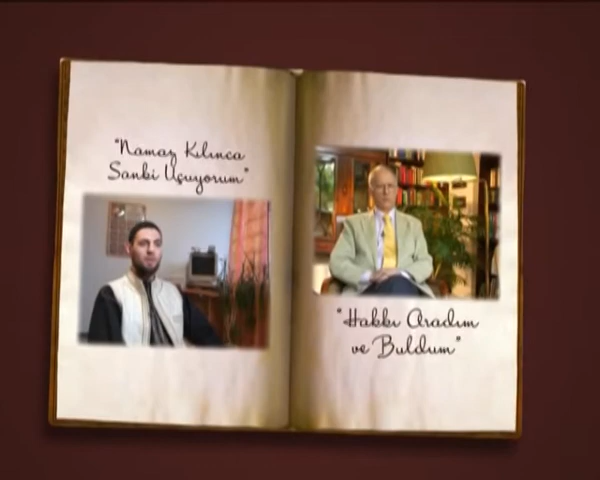 "Namaz Kılınca
Sanki Uçuyorum"
"Hakkı Aradım
ve Buldum"